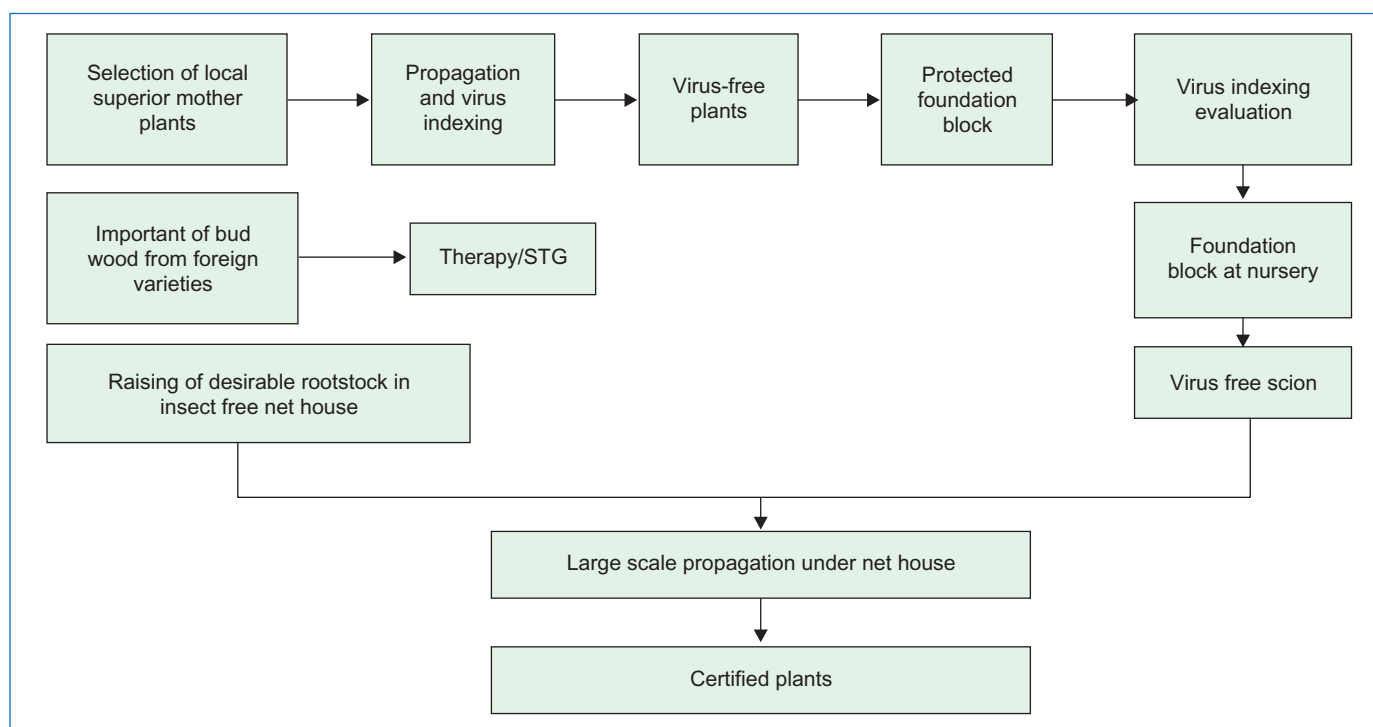 Selection of local
superior mother
plants
Propagation
and virus
indexing
Virus-free
plants
Protected
foundation
block
Virus indexing
evaluation
Important of bud
wood from foreign
varieties
Therapy/STG
Foundation
block at nursery
Raising of desirable rootstock in
insect free net house
Virus free scion
Large scale propagation under net house
Certified plants